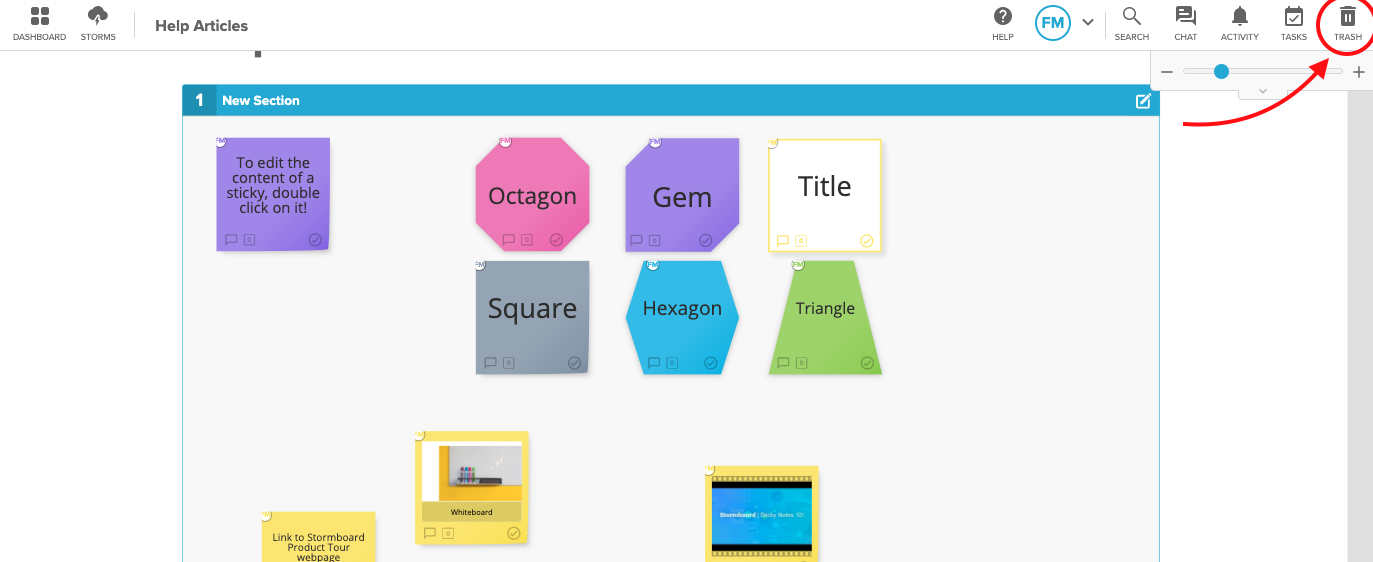 DASHBOARD
STORMS
Help Articles
HELP
FM
SEARCH
CHAT
ACTIVITY
TASKS
TRASH
1 New Section
FM
To edit the
content of a
sticky, double
click on it!
0
FM
Octagon
0
FM
Gem
0
FM
Title
0
FM
Square
0
FM
Hexagon
0
FM
Triangle
0
FM
Whiteboard
0
FM
Stormboard | Sticky Notes 101
FM
Link to Stormboard
Product Tour
webpage